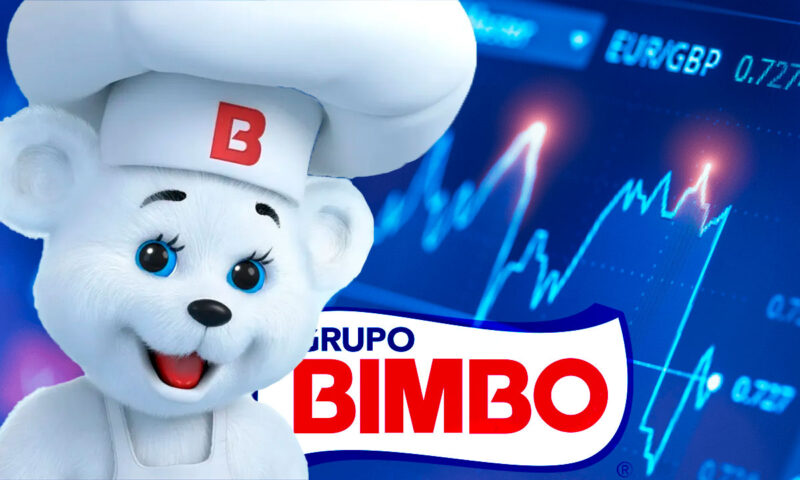 EUR/GBP 0.727
B
GRUPO
BIMBO
®
0.727